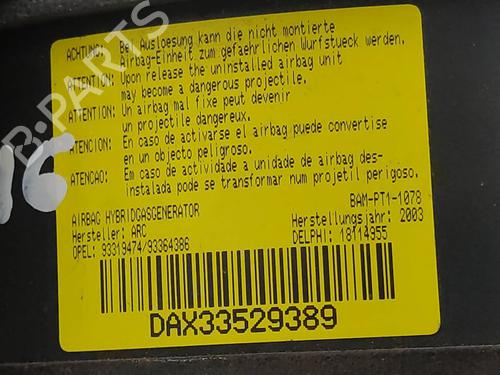 ACHTUNG: Bei Ausloesung kann die nicht montierte
Airbag-Einheit zum gefaehrlichen Wurfstueck werden.
ATTENTION: Upon release the uninstalled airbag unit
may become a dangerous projectile.
ATTENTION: Un airbag mal fixe peut devenir
un projectile dangereux.
ATENCION: En caso de activarse el airbag puede convertise
en un objecto peligroso.
ATENCAO: Em caso de actividade a unidade de airbag des-
instalada pode se transformar num projetil perigoso.
AIRBAG HYBRIDGASGENERATOR
BAM-PT1-1078
Hersteller: ARC
Herstellungsjahr: 2003
OPEL: 93319474/93364386
DELPHI: 18114955
DAX33529389
16
B-PARTS